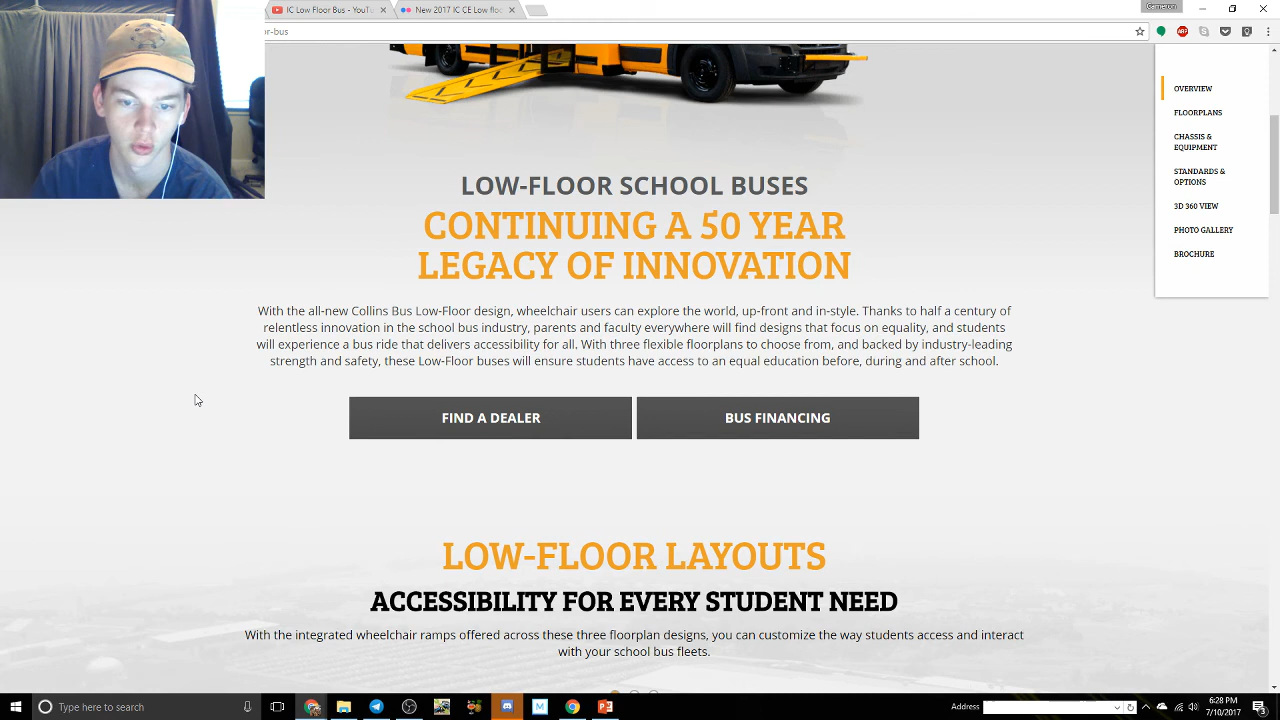 IC Low Floor Bus - YouT
New 2017 IC CE Low flo
Cameron
r-bus
OVERVIEW
FLOORPLANS
CHASSIS &
EQUIPMENT
STANDARDS &
OPTIONS
3D 360 VIEW
PHOTO GALLERY
BROCHURE
LOW-FLOOR SCHOOL BUSES
CONTINUING A 50 YEAR
LEGACY OF INNOVATION
With the all-new Collins Bus Low-Floor design, wheelchair users can explore the world, up-front and in-style. Thanks to half a century of
relentless innovation in the school bus industry, parents and faculty everywhere will find designs that focus on equality, and students
will experience a bus ride that delivers accessibility for all. With three flexible floorplans to choose from, and backed by industry-leading
strength and safety, these Low-Floor buses will ensure students have access to an equal education before, during and after school.
FIND A DEALER
BUS FINANCING
LOW-FLOOR LAYOUTS
ACCESSIBILITY FOR EVERY STUDENT NEED
With the integrated wheelchair ramps offered across these three floorplan designs, you can customize the way students access and interact
with your school bus fleets.
Type here to search
Address
6:28 PM
7/10/2017